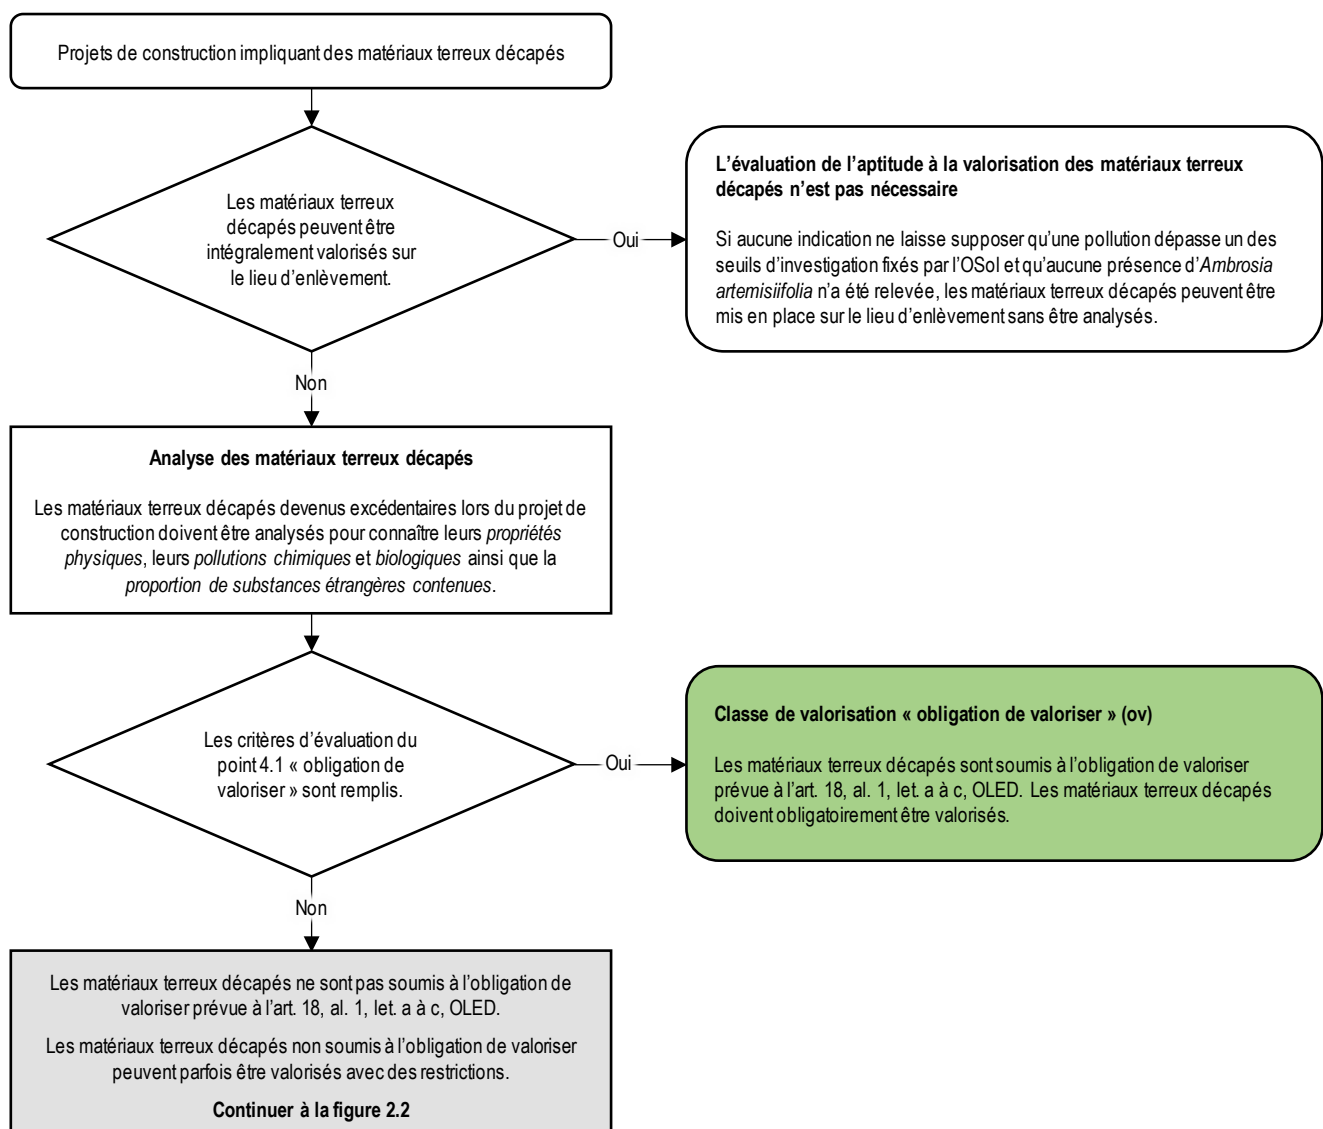 Projets de construction impliquant des matériaux terreux décapés
Les matériaux terreux
décapés peuvent être
intégralement valorisés sur
le lieu d’enlèvement.
Oui
L’évaluation de l’aptitude à la valorisation des matériaux terreux
décapés n’est pas nécessaire
Si aucune indication ne laisse supposer qu’une pollution dépasse un des
seuils d’investigation fixés par l’OSol et qu’aucune présence d’Ambrosia
artemisiifolia n’a été relevée, les matériaux terreux décapés peuvent être
mis en place sur le lieu d’enlèvement sans être analysés.
Non
Analyse des matériaux terreux décapés
Les matériaux terreux décapés devenus excédentaires lors du projet de
construction doivent être analysés pour connaître leurs propriétés
physiques, leurs pollutions chimiques et biologiques ainsi que la
proportion de substances étrangères contenues.
Les critères d’évaluation du
point 4.1 « obligation de
valoriser » sont remplis.
Oui
Classe de valorisation « obligation de valoriser » (ov)
Les matériaux terreux décapés sont soumis à l’obligation de valoriser
prévue à l’art. 18, al. 1, let. a à c, OLED. Les matériaux terreux décapés
doivent obligatoirement être valorisés.
Non
Les matériaux terreux décapés ne sont pas soumis à l’obligation de
valoriser prévue à l’art. 18, al. 1, let. a à c, OLED.
Les matériaux terreux décapés non soumis à l’obligation de valoriser
peuvent parfois être valorisés avec des restrictions.
Continuer à la figure 2.2